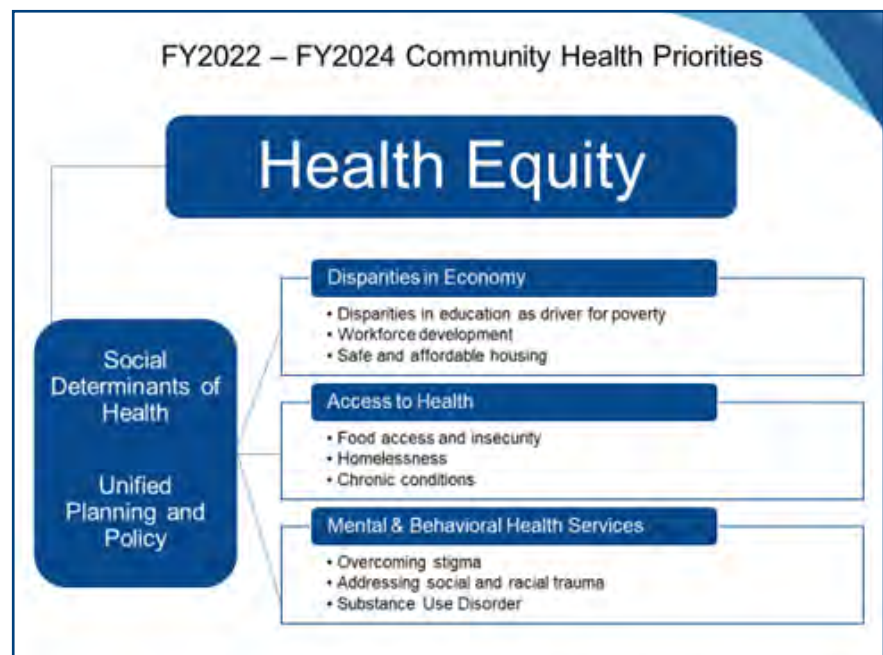 FY2022 – FY2024 Community Health Priorities
Health Equity
Social
Determinants of
Health
Unified
Planning and
Policy
Disparities in Economy
• Disparities in education as driver for poverty
• Workforce development
• Safe and affordable housing
Access to Health
• Food access and insecurity
• Homelessness
• Chronic conditions
Mental & Behavioral Health Services
• Overcoming stigma
• Addressing social and racial trauma
• Substance Use Disorder